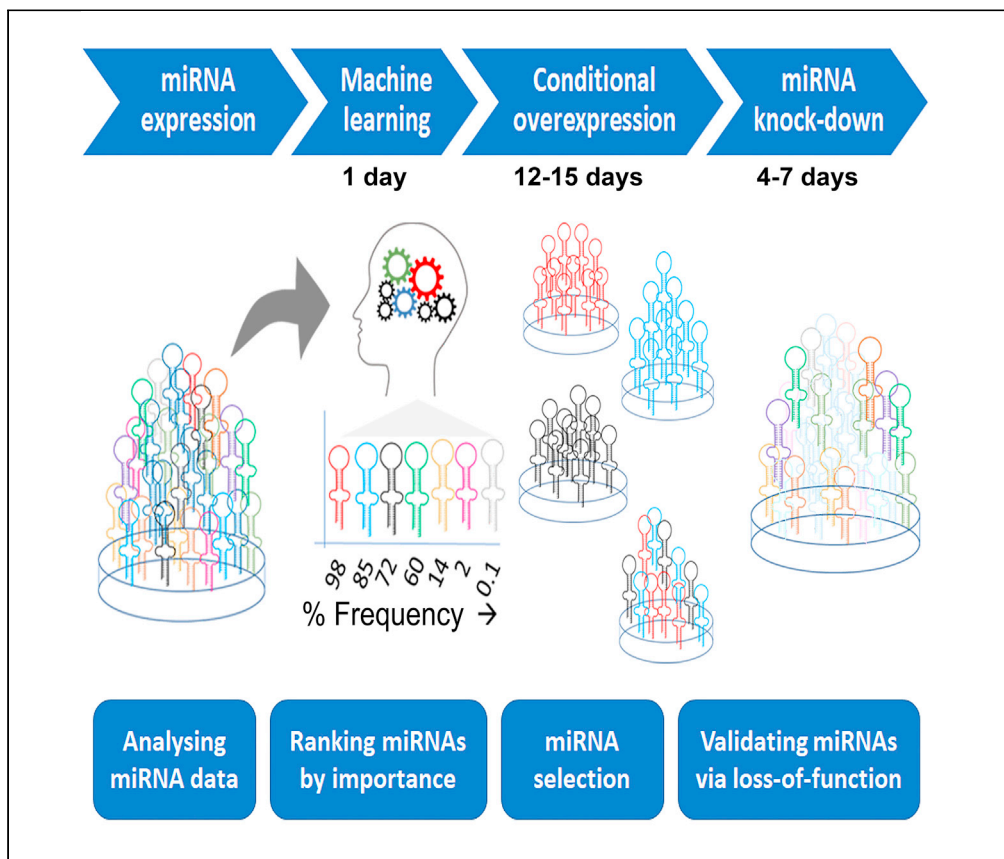 miRNA
expression
Machine
learning
Conditional
overexpression
miRNA
knock-down
1 day
12-15 days
4-7 days
98
85
72
60
14
2
0.1
% Frequency →
Analysing
miRNA data
Ranking miRNAs
by importance
miRNA
selection
Validating miRNAs
via loss-of-function